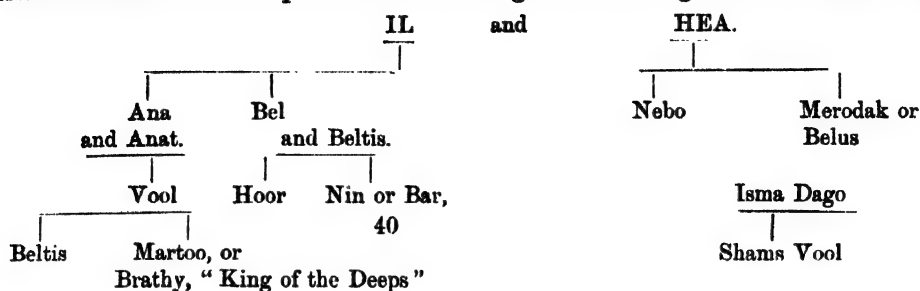 IL and HEA.
Ana Bel Nebo Merodak or
and Anat. and Beltis. Belus
Vool Hoor Nin or Bar, Isma Dago
40
Beltis Martoo, or Shams Vool
Brathy, “ King of the Deeps ”